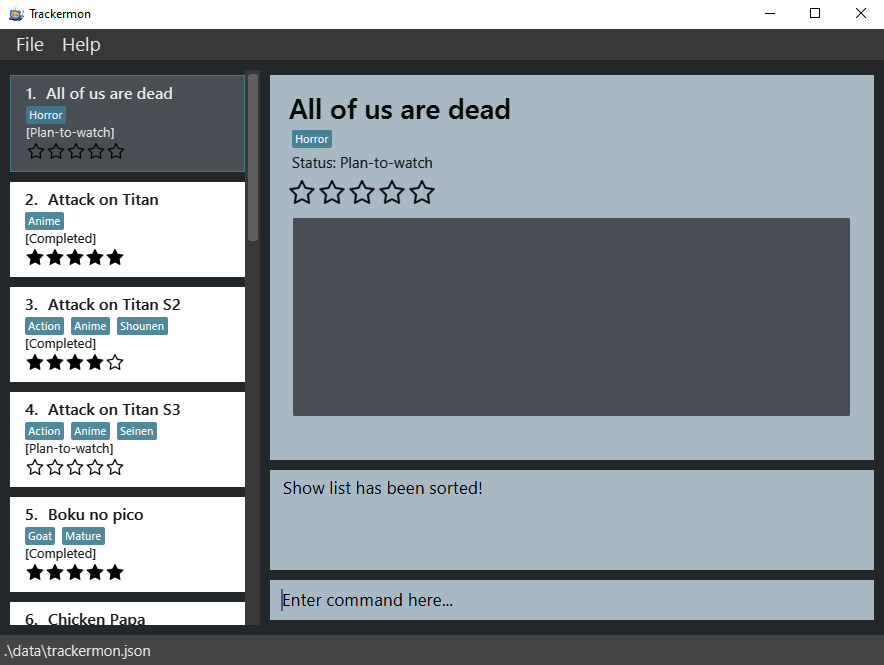 Trackermon
File Help
1. All of us are dead
Horror
[Plan-to-watch]
2. Attack on Titan
Anime
[Completed]
3. Attack on Titan S2
Action Anime Shounen
[Completed]
4. Attack on Titan S3
Action Anime Seinen
[Plan-to-watch]
5. Boku no pico
Goat Mature
[Completed]
6. Chicken Papa
All of us are dead
Horror
Status: Plan-to-watch
Show list has been sorted!
Enter command here...
.\data\trackermon.json